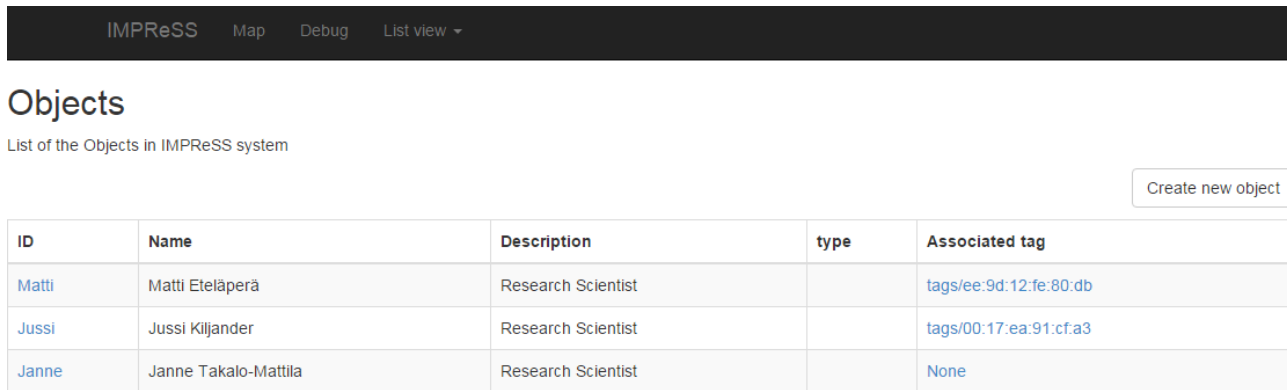 IMPReSS Map Debug List view
Objects
List of the Objects in IMPReSS system
Create new object
ID Name Description type Associated tag
Matti Matti Eteläperä Research Scientist tags/ee:9d:12:fe:80:db
Jussi Jussi Kiljander Research Scientist tags/00:17:ea:91:cf:a3
Janne Janne Takalo-Mattila Research Scientist None